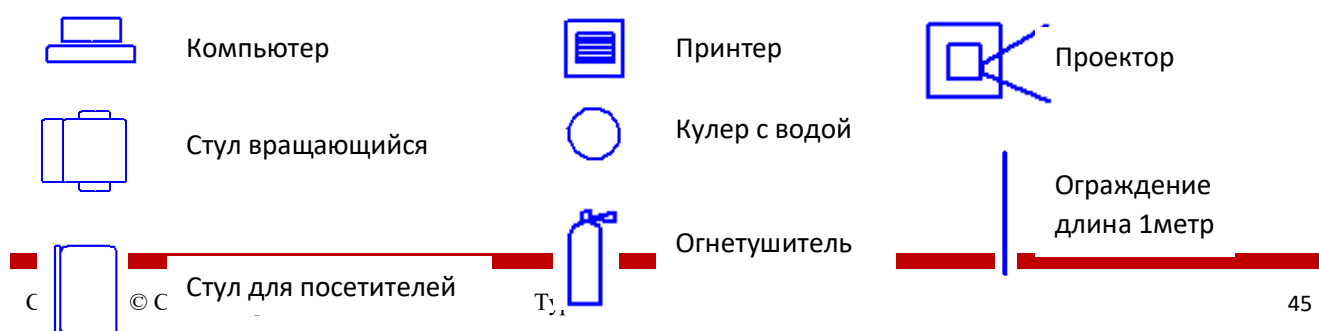 Компьютер
Принтер
Проектор
Стул вращающийся
Кулер с водой
Ограждение
длина 1метр
Огнетушитель
Стул для посетителей
45